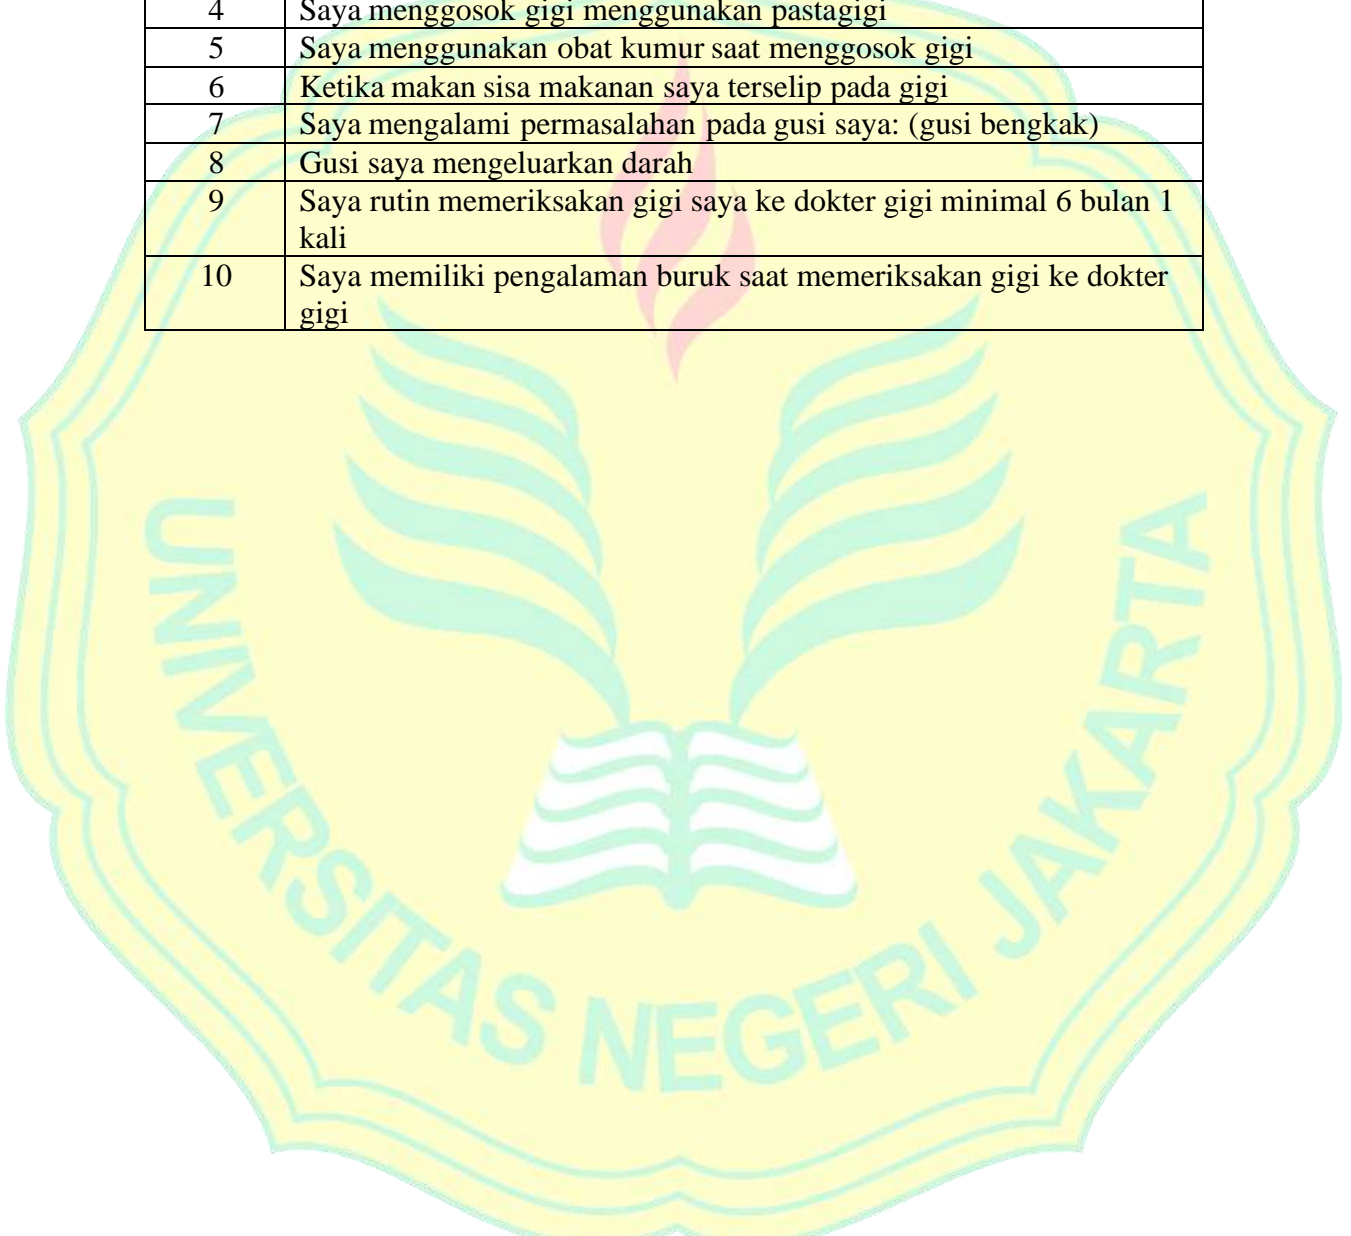 4 Saya menggosok gigi menggunakan pastagigi
5 Saya menggunakan obat kumur saat menggosok gigi
6 Ketika makan sisa makanan saya terselip pada gigi
7 Saya mengalami permasalahan pada gusi saya: (gusi bengkak)
8 Gusi saya mengeluarkan darah
9 Saya rutin memeriksakan gigi saya ke dokter gigi minimal 6 bulan 1
kali
10 Saya memiliki pengalaman buruk saat memeriksakan gigi ke dokter
gigi
UNIVERSITAS NEGERI JAKARTA